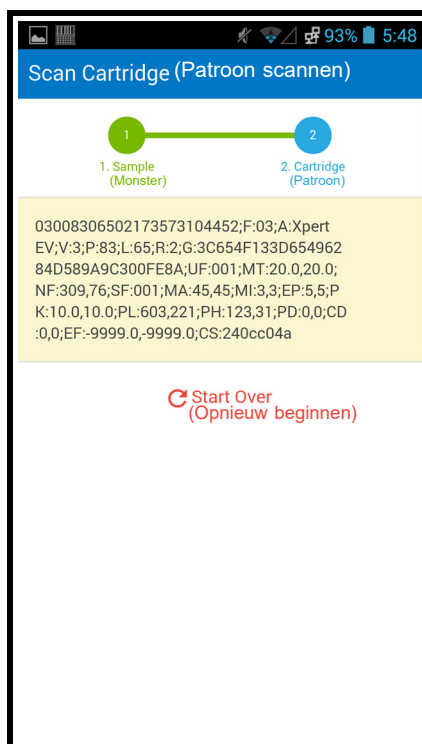 93% 5:48
Scan Cartridge (Patroon scannen)
1 2
1. Sample 2. Cartridge
(Monster) (Patroon)
03008306502173573104452;F:03;A:Xpert
EV;V:3;P:83;L:65;R:2;G:3C654F133D654962
84D589A9C300FE8A;UF:001;MT:20.0,20.0;
NF:309,76;SF:001;MA:45,45;MI:3,3;EP:5,5;P
K:10.0,10.0;PL:603,221;PH:123,31;PD:0,0;CD
:0,0;EF:-9999.0,-9999.0;CS:240cc04a
Start Over
(Opnieuw beginnen)